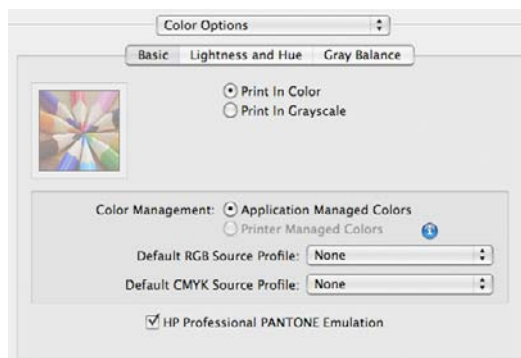 Color Options
Basic Lightness and Hue Gray Balance
Print In Color
Print In Grayscale
Color Management: Application Managed Colors
Printer Managed Colors
Default RGB Source Profile: None
Default CMYK Source Profile: None
HP Professional PANTONE Emulation